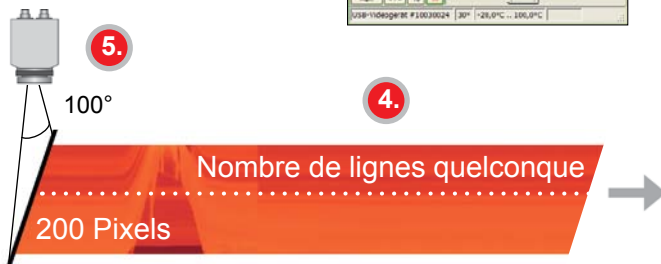 USB-Videogerät #10030024 30° -20,0°C .. 100,0°C
5.
100°
4.
Nombre de lignes quelconque
200 Pixels